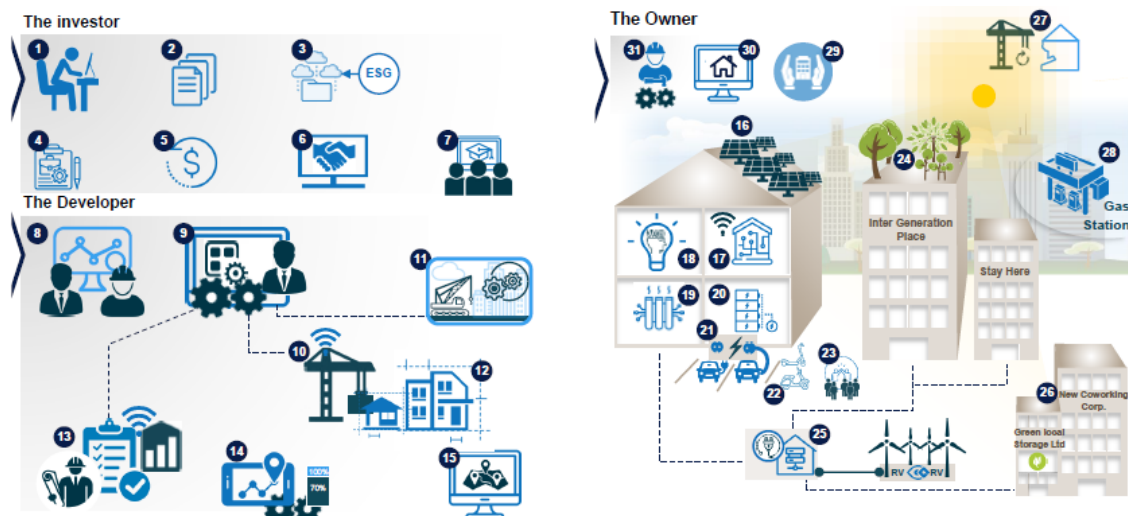 The investor
1
2
3
ESG
4
5
$
6
7
The Developer
8
9
11
10
12
13
14
100%
70%
15
The Owner
31
30
29
27
16
24
28
Gas
Station
Inter Generation
Place
Stay Here
18
17
19
20
21
22
23
25
RV
RV
26
New Coworking
Corp.
Green local
Storage Ltd